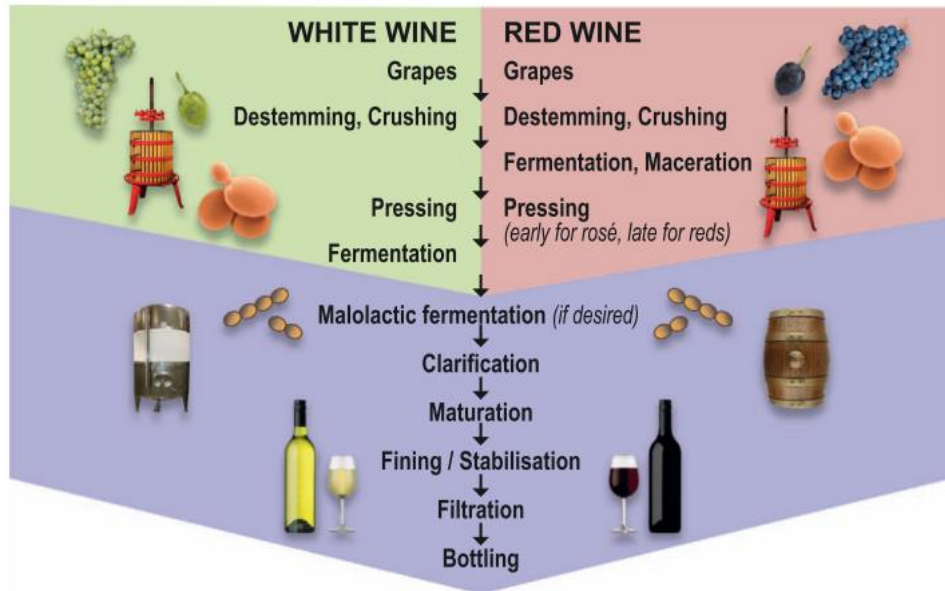 WHITE WINE
RED WINE
Grapes
Grapes
Destemming, Crushing
Destemming, Crushing
Fermentation, Maceration
Pressing
Pressing
(early for rosé, late for reds)
Fermentation
Malolactic fermentation (if desired)
Clarification
Maturation
Fining / Stabilisation
Filtration
Bottling